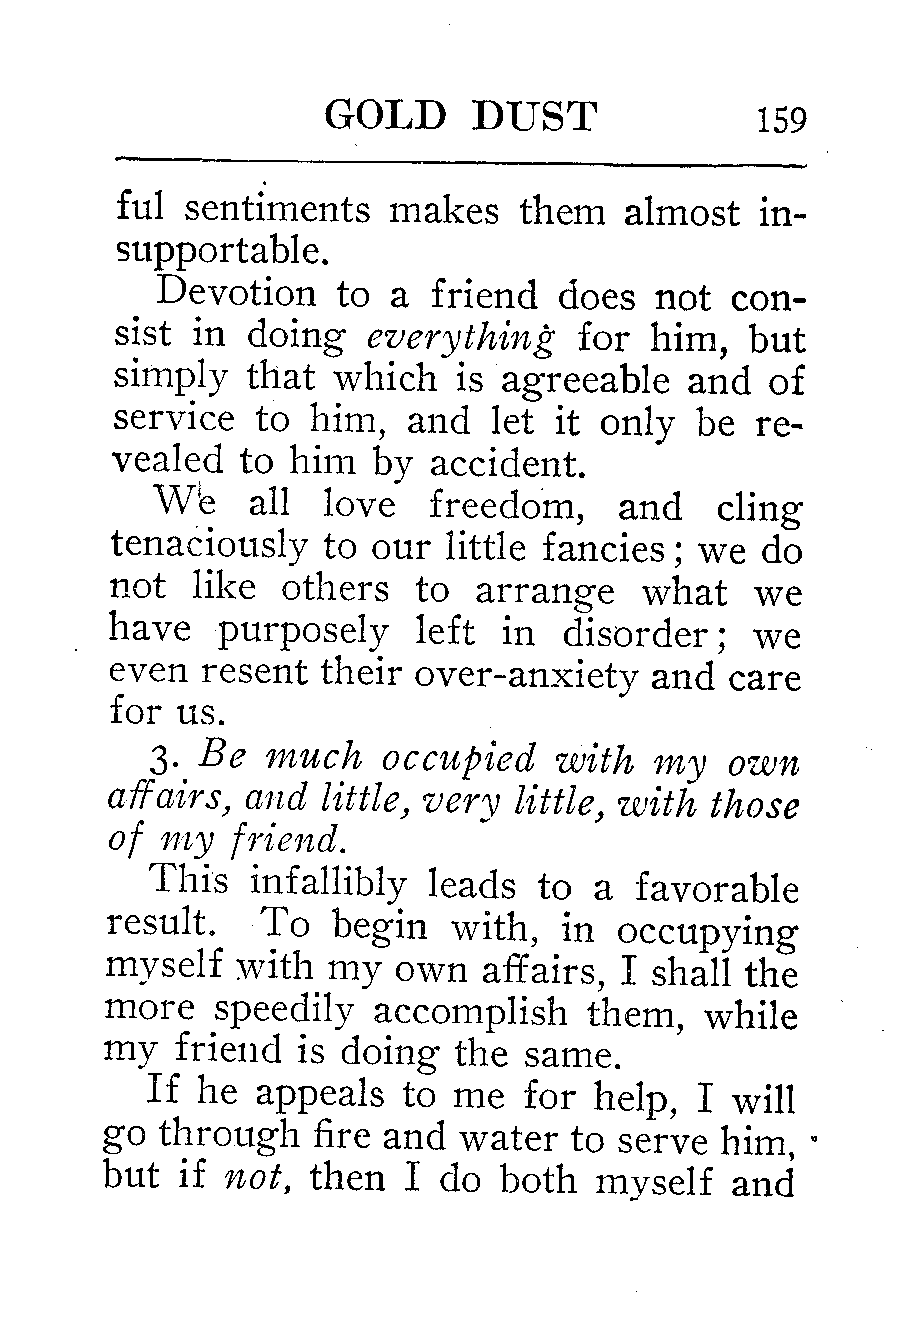 GOLD DUST 159
ful sentiments makes them almost in-
supportable.
Devotion to a friend does not con-
sist in doing everything for him, but
simply that which is agreeable and of
service to him, and let it only be re-
vealed to him by accident.
We all love freedom, and cling
tenaciously to our little fancies; we do
not like others to arrange what we
have purposely left in disorder; we
even resent their over-anxiety and care
for us.
3. Be much occupied with my own
affairs, and little, very little, with those
of my friend.
This infallibly leads to a favorable
result. To begin with, in occupying
myself with my own affairs, I shall the
more speedily accomplish them, while
my friend is doing the same.
If he appeals to me for help, I will
go through fire and water to serve him,
but if not, then I do both myself and